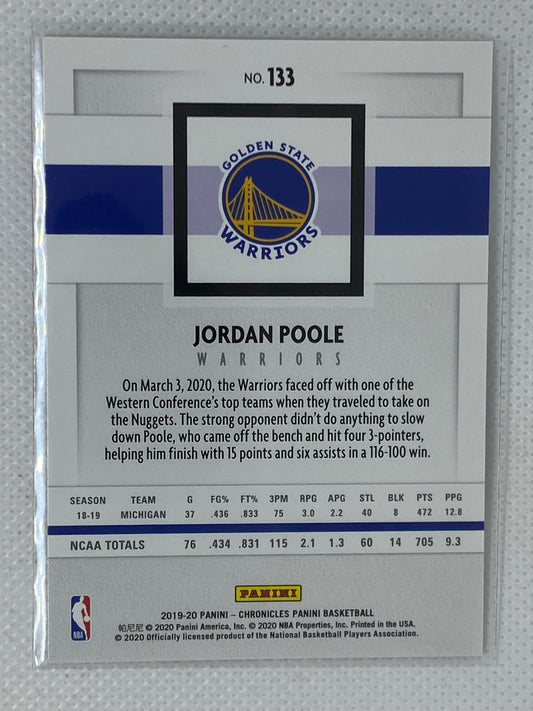 NO. 133
GOLDEN STATE
WARRIORS
JORDAN POOLE
WARRIORS
On March 3, 2020, the Warriors faced off with one of the
Western Conference's top teams when they traveled to take on
the Nuggets. The strong opponent didn't do anything to slow
down Poole, who came off the bench and hit four 3-pointers,
helping him finish with 15 points and six assists in a 116-100 win.
SEASON TEAM G FG% FT% 3PM RPG APG STL BLK PTS PPG
18-19 MICHIGAN 37 .436 .833 75 3.0 2.2 40 8 472 12.8
NCAA TOTALS 76 .434 .831 115 2.1 1.3 60 14 705 9.3
PANINI
NBA
2019-20 PANINI – CHRONICLES PANINI BASKETBALL
帕尼尼 © 2020 Panini America, Inc. © 2020 NBA Properties, Inc. Printed in the USA.
© 2020 Officially licensed product of the National Basketball Players Association.